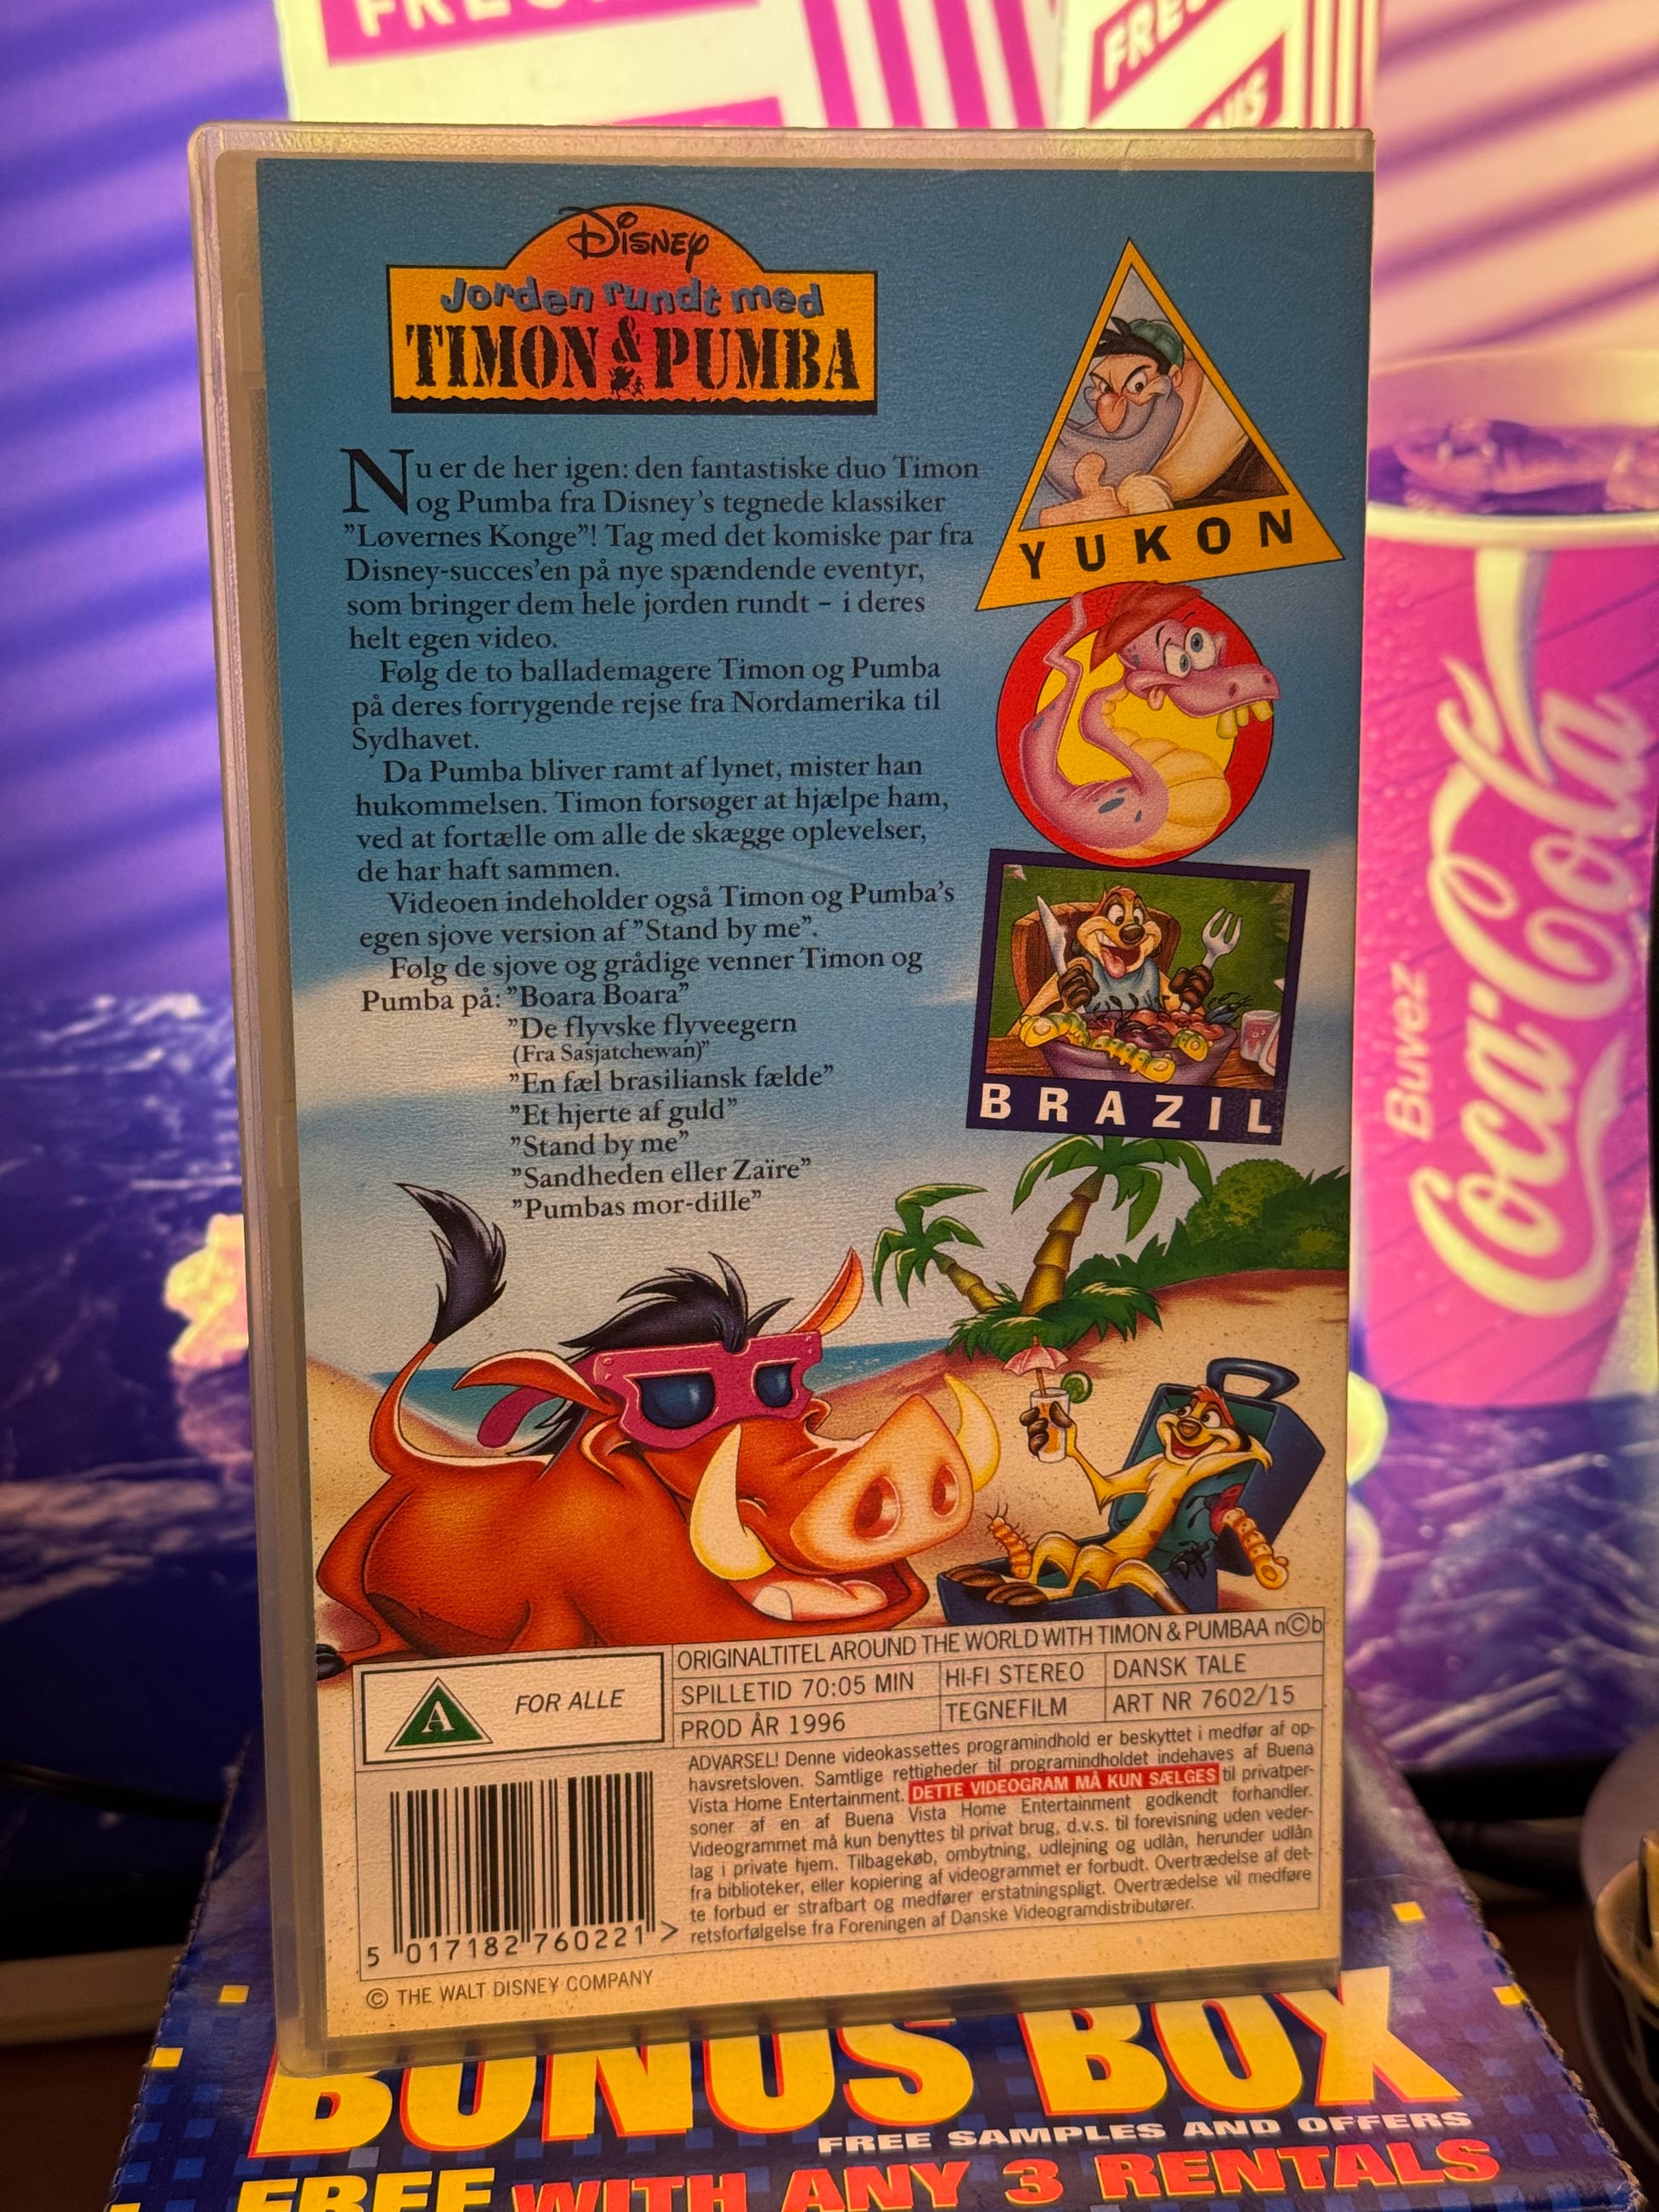 FREE
Disney
Jorden rundt med
TIMON & PUMBA
Nu er de her igen: den fantastiske duo Timon
og Pumba fra Disney's tegnede klassiker
"Løvernes Konge"! Tag med det komiske par fra
Disney-succes'en på nye spændende eventyr,
som bringer dem hele jorden rundt – i deres
helt egen video.
Følg de to ballademagere Timon og Pumba
på deres forrygende rejse fra Nordamerika til
Sydhavet.
Da Pumba bliver ramt af lynet, mister han
hukommelsen. Timon forsøger at hjælpe ham,
ved at fortælle om alle de skægge oplevelser,
de har haft sammen.
Videoen indeholder også Timon og Pumba's
egen sjove version af "Stand by me".
Følg de sjove og grådige venner Timon og
Pumba på: "Boara Boara"
"De flyvske flyveegern
(Fra Sasjatchewan)"
"En fæl brasiliansk fælde"
"Et hjerte af guld"
"Stand by me"
"Sandheden eller Zaïre"
"Pumbas mor-dille"
YUKON
BRAZIL
A FOR ALLE
ORIGINALTITEL AROUND THE WORLD WITH TIMON & PUMBAA n©b
SPILLETID 70:05 MIN HI-FI STEREO DANSK TALE
PROD ÅR 1996 TEGNEFILM ART NR 7602/15
ADVARSEL! Denne videokassettes programindhold er beskyttet i medfør af op-
havsretsloven. Samtlige rettigheder til programindholdet indehaves af Buena
Vista Home Entertainment. DETTE VIDEOGRAM MÅ KUN SÆLGES til privatper-
soner af en af Buena Vista Home Entertainment godkendt forhandler.
Videogrammet må kun benyttes til privat brug, d.v.s. til forevisning uden veder-
lag i private hjem. Tilbagekøb, ombytning, udlejning og udlån, herunder udlån
fra biblioteker, eller kopiering af videogrammet er forbudt. Overtrædelse af det-
te forbud er strafbart og medfører erstatningspligt. Overtrædelse vil medføre
retsforfølgelse fra Foreningen af Danske Videogramdistributører.
5 017182 760221 >
© THE WALT DISNEY COMPANY
Buvez
Coca-Cola
BONUS BOX
FREE SAMPLES AND OFFERS
FREE WITH ANY 3 RENTALS